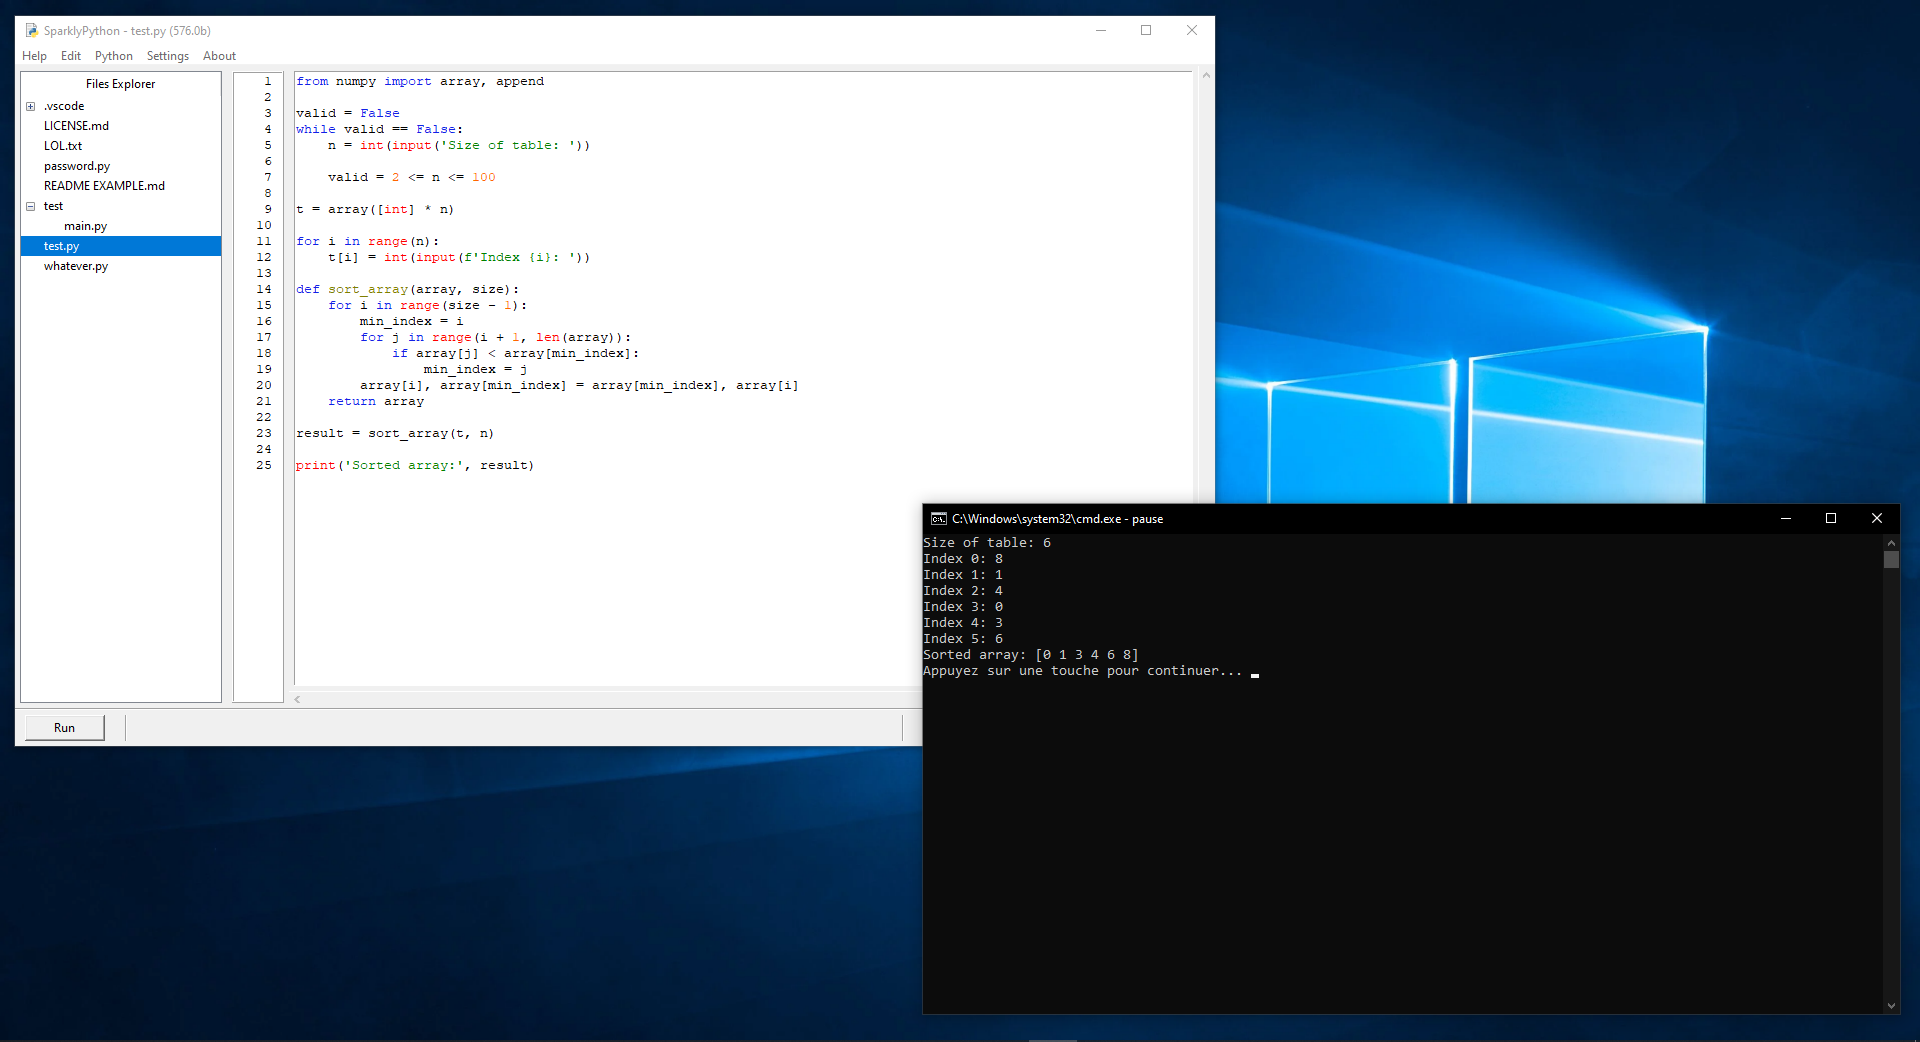 SparklyPython - test.py (576.0b)
Help Edit Python Settings About
Files Explorer
.vscode
LICENSE.md
LOL.txt
password.py
README EXAMPLE.md
test
main.py
test.py
whatever.py
1 from numpy import array, append
2
3 valid = False
4 while valid == False:
5     n = int(input('Size of table: '))
6
7     valid = 2 <= n <= 100
8
9 t = array([int] * n)
10
11 for i in range(n):
12     t[i] = int(input(f'Index {i}: '))
13
14 def sort_array(array, size):
15     for i in range(size - 1):
16         min_index = i
17         for j in range(i + 1, len(array)):
18             if array[j] < array[min_index]:
19                 min_index = j
20         array[i], array[min_index] = array[min_index], array[i]
21     return array
22
23 result = sort_array(t, n)
24
25 print('Sorted array:', result)
Run
C:\Windows\system32\cmd.exe - pause
Size of table: 6
Index 0: 8
Index 1: 1
Index 2: 4
Index 3: 0
Index 4: 3
Index 5: 6
Sorted array: [0 1 3 4 6 8]
Appuyez sur une touche pour continuer...